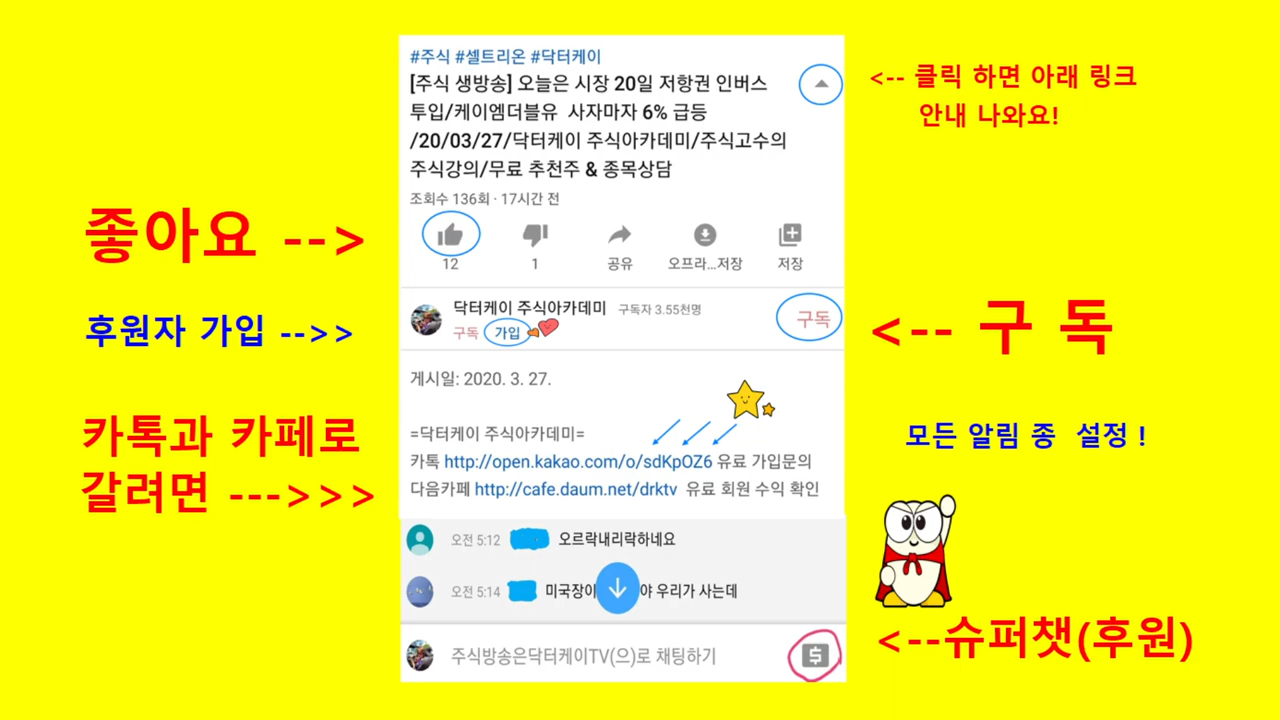 #주식 #셀트리온 #닥터케이
[주식 생방송] 오늘은 시장 20일 저항권 인버스
투입/케이엠더블유 사자마자 6% 급등
/20/03/27/닥터케이 주식아카데미/주식고수의
주식강의/무료 추천주 & 종목상담
조회수 136회 · 17시간 전
<-- 클릭 하면 아래 링크
안내 나와요!
좋아요 -->
12
1
공유
오프라...저장
저장
후원자 가입 -->>
닥터케이 주식아카데미 구독자 3.55천명
구독 가입
구독
<-- 구 독
게시일: 2020. 3. 27.
카톡과 카페로
갈려면 --->>>
모든 알림 종 설정 !
=닥터케이 주식아카데미=
카톡 http://open.kakao.com/o/sdKpOZ6 유료 가입문의
다음카페 http://cafe.daum.net/drktv 유료 회원 수익 확인
오전 5:12 오르락내리락하네요
오전 5:14 미국장이 야 우리가 사는데
주식방송은닥터케이TV(으)로 채팅하기
$
<--슈퍼챗(후원)